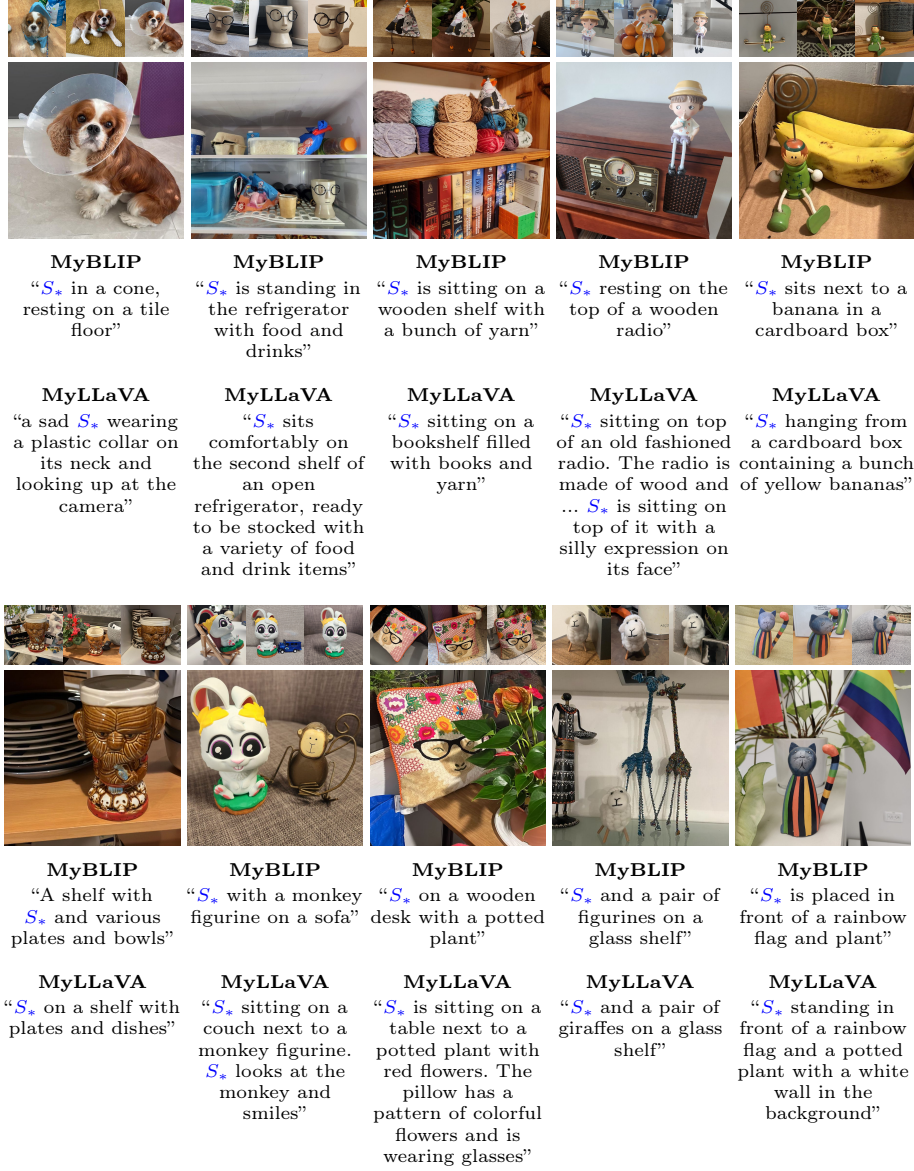 MyBLIP
“S* in a cone,
resting on a tile
floor”
MyLLaVA
“a sad S* wearing
a plastic collar on
its neck and
looking up at the
camera”
MyBLIP
“S* is standing in
the refrigerator
with food and
drinks”
MyLLaVA
“S* sits
comfortably on
the second shelf of
an open
refrigerator, ready
to be stocked with
a variety of food
and drink items”
MyBLIP
“S* is sitting on a
wooden shelf with
a bunch of yarn”
MyLLaVA
“S* sitting on a
bookshelf filled
with books and
yarn”
MyBLIP
“S* resting on the
top of a wooden
radio”
MyLLaVA
“S* sitting on top
of an old fashioned
radio. The radio is
made of wood and
... S* is sitting on
top of it with a
silly expression on
its face”
MyBLIP
“S* sits next to a
banana in a
cardboard box”
MyLLaVA
“S* hanging from
a cardboard box
containing a bunch
of yellow bananas”
MyBLIP
“A shelf with
S* and various
plates and bowls”
MyLLaVA
“S* on a shelf with
plates and dishes”
MyBLIP
“S* with a monkey
figurine on a sofa”
MyLLaVA
“S* sitting on a
couch next to a
monkey figurine.
S* looks at the
monkey and
smiles”
MyBLIP
“S* on a wooden
desk with a potted
plant”
MyLLaVA
“S* is sitting on a
table next to a
potted plant with
red flowers. The
pillow has a
pattern of colorful
flowers and is
wearing glasses”
MyBLIP
“S* and a pair of
figurines on a
glass shelf”
MyLLaVA
“S* and a pair of
giraffes on a glass
shelf”
MyBLIP
“S* is placed in
front of a rainbow
flag and plant”
MyLLaVA
“S* standing in
front of a rainbow
flag and a potted
plant with a white
wall in the
background”